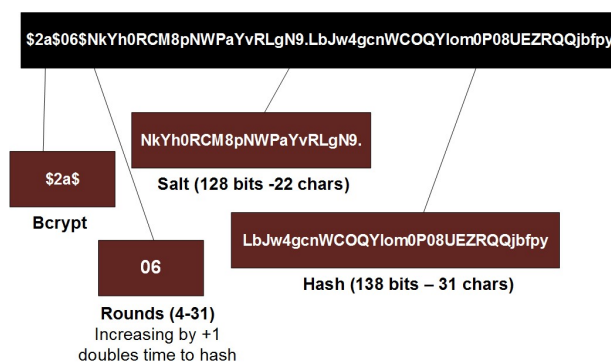 $2a$06$NkYh0RCM8pNWPaYvRLgN9.LbJw4gcnWCOQYIom0P08UEZRQQjbfpy
NkYh0RCM8pNWPaYvRLgN9.
Salt (128 bits -22 chars)
$2a$
Bcrypt
LbJw4gcnWCOQYIom0P08UEZRQQjbfpy
Hash (138 bits – 31 chars)
06
Rounds (4-31)
Increasing by +1
doubles time to hash